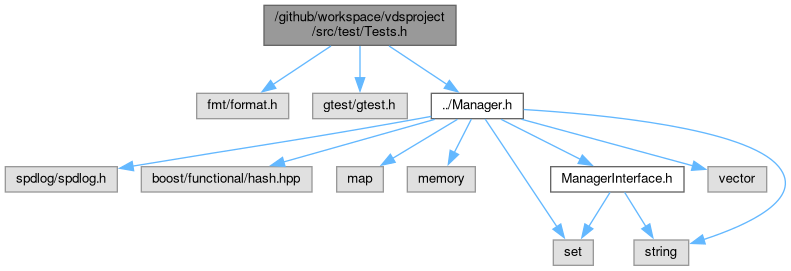 /github/workspace/vdsproject
/src/test/Tests.h
fmt/format.h
gtest/gtest.h
../Manager.h
spdlog/spdlog.h
boost/functional/hash.hpp
map
memory
ManagerInterface.h
vector
set
string